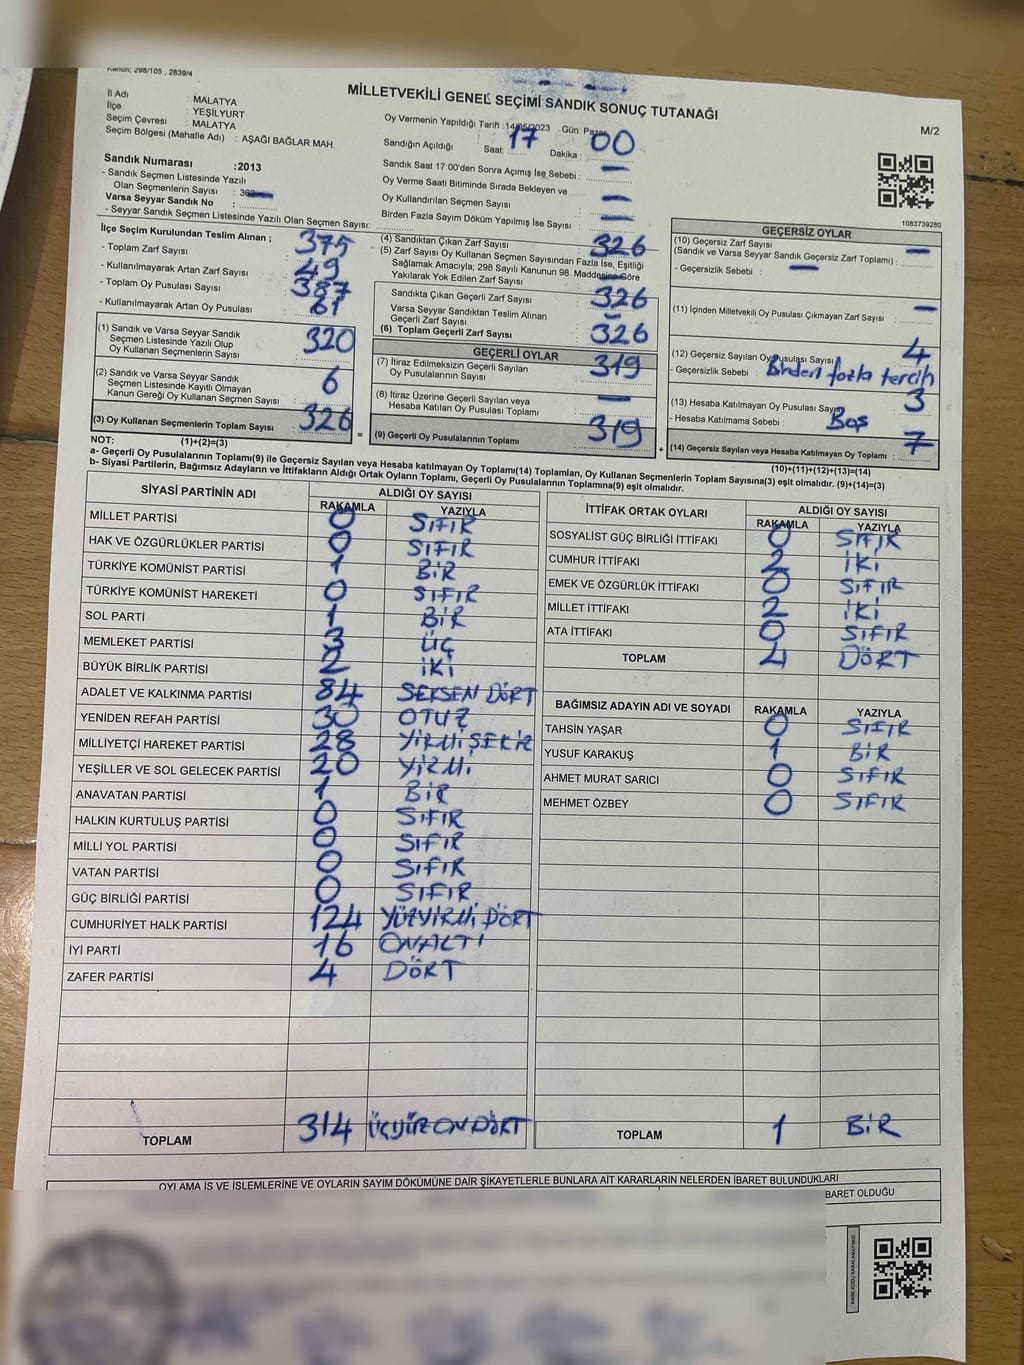 Kanun; 298/105 , 2839/4
MİLLETVEKİLİ GENEL SEÇİMİ SANDIK SONUÇ TUTANAĞI
M/2
İl Adı : MALATYA
İlçe : YEŞİLYURT
Seçim Çevresi : MALATYA
Seçim Bölgesi (Mahalle Adı) : AŞAĞI BAĞLAR MAH.
Oy Vermenin Yapıldığı Tarih :14/05/2023 Gün: Pazar
Sandığın Açıldığı Saat: 17 Dakika : 00
Sandık Saat 17:00'den Sonra Açımış İse Sebebi : —
Oy Verme Saati Bitiminde Sırada Bekleyen ve
Oy Kullandırılan Seçmen Sayısı : —
Birden Fazla Sayım Döküm Yapılmış İse Sayısı : —
1083739280
Sandık Numarası :2013
- Sandık Seçmen Listesinde Yazılı
Olan Seçmenlerin Sayısı :
Varsa Seyyar Sandık No :
- Seyyar Sandık Seçmen Listesinde Yazılı Olan Seçmen Sayısı:
İlçe Seçim Kurulundan Teslim Alınan ;
- Toplam Zarf Sayısı : 375
- Kullanılmayarak Artan Zarf Sayısı : 49
- Toplam Oy Pusulası Sayısı : 387
- Kullanılmayarak Artan Oy Pusulası : 61
(1) Sandık ve Varsa Seyyar Sandık
Seçmen Listesinde Yazılı Olup
Oy Kullanan Seçmenlerin Sayısı : 320
(2) Sandık ve Varsa Seyyar Sandık
Seçmen Listesinde Kayıtlı Olmayan
Kanun Gereği Oy Kullanan Seçmen Sayısı : 6
(3) Oy Kullanan Seçmenlerin Toplam Sayısı : 326
(4) Sandıktan Çıkan Zarf Sayısı : 326
(5) Zarf Sayısı Oy Kullanan Seçmen Sayısından Fazla İse, Eşitliği
Sağlamak Amacıyla; 298 Sayılı Kanunun 98. Maddesine Göre
Yakılarak Yok Edilen Zarf Sayısı : —
Sandıkta Çıkan Geçerli Zarf Sayısı : 326
Varsa Seyyar Sandıktan Teslim Alınan
Geçerli Zarf Sayısı : —
(6) Toplam Geçerli Zarf Sayısı : 326
GEÇERLİ OYLAR
(7) İtiraz Edilmeksizin Geçerli Sayılan
Oy Pusulalarının Sayısı : 319
(8) İtiraz Üzerine Geçerli Sayılan veya
Hesaba Katılan Oy Pusulası Toplamı : —
= (9) Geçerli Oy Pusulalarının Toplamı : 319
GEÇERSİZ OYLAR
(10) Geçersiz Zarf Sayısı
(Sandık ve Varsa Seyyar Sandık Geçersiz Zarf Toplamı) : —
- Geçersizlik Sebebi : —
(11) İçinden Milletvekili Oy Pusulası Çıkmayan Zarf Sayısı : —
(12) Geçersiz Sayılan Oy Pusulası Sayısı : 4
- Geçersizlik Sebebi : Birden fazla tercih
(13) Hesaba Katılmayan Oy Pusulası Sayısı : 3
- Hesaba Katılmama Sebebi : Boş
+ (14) Geçersiz Sayılan veya Hesaba Katılmayan Oy Toplamı : 7
NOT: (1)+(2)=(3)
(10)+(11)+(12)+(13)=(14)
a- Geçerli Oy Pusulalarının Toplamı(9) ile Geçersiz Sayılan veya Hesaba katılmayan Oy Toplamı(14) Toplamları, Oy Kullanan Seçmenlerin Toplam Sayısına(3) eşit olmalıdır. (9)+(14)=(3)
b- Siyasi Partilerin, Bağımsız Adayların ve İttifakların Aldığı Ortak Oyların Toplamı, Geçerli Oy Pusulalarının Toplamına(9) eşit olmalıdır.
SİYASİ PARTİNİN ADI ALDIĞI OY SAYISI
RAKAMLA YAZIYLA
MİLLET PARTİSİ 0 SIFIR
HAK VE ÖZGÜRLÜKLER PARTİSİ 0 SIFIR
TÜRKİYE KOMÜNİST PARTİSİ 1 BİR
TÜRKİYE KOMÜNİST HAREKETİ 0 SIFIR
SOL PARTİ 1 BİR
MEMLEKET PARTİSİ 3 ÜÇ
BÜYÜK BİRLİK PARTİSİ 2 İKİ
ADALET VE KALKINMA PARTİSİ 84 SEKSEN DÖRT
YENİDEN REFAH PARTİSİ 30 OTUZ
MİLLİYETÇİ HAREKET PARTİSİ 28 YİRMİ SEKİZ
YEŞİLLER VE SOL GELECEK PARTİSİ 20 YİRMİ
ANAVATAN PARTİSİ 1 BİR
HALKIN KURTULUŞ PARTİSİ 0 SIFIR
MİLLİ YOL PARTİSİ 0 SIFIR
VATAN PARTİSİ 0 SIFIR
GÜÇ BİRLİĞİ PARTİSİ 0 SIFIR
CUMHURİYET HALK PARTİSİ 124 YÜZYİRMİ DÖRT
İYİ PARTİ 16 ONALTI
ZAFER PARTİSİ 4 DÖRT
TOPLAM 314 ÜÇYÜZ ON DÖRT
İTTİFAK ORTAK OYLARI ALDIĞI OY SAYISI
RAKAMLA YAZIYLA
SOSYALİST GÜÇ BİRLİĞİ İTTİFAKI 0 SIFIR
CUMHUR İTTİFAKI 2 İKİ
EMEK VE ÖZGÜRLÜK İTTİFAKI 0 SIFIR
MİLLET İTTİFAKI 2 İKİ
ATA İTTİFAKI 0 SIFIR
TOPLAM 4 DÖRT
BAĞIMSIZ ADAYIN ADI VE SOYADI RAKAMLA YAZIYLA
TAHSİN YAŞAR 0 SIFIR
YUSUF KARAKUŞ 1 BİR
AHMET MURAT SARICI 0 SIFIR
MEHMET ÖZBEY 0 SIFIR
TOPLAM 1 BİR
OYLAMA İŞ VE İŞLEMLERİNE VE OYLARIN SAYIM DÖKÜMÜNE DAİR ŞİKAYETLERLE BUNLARA AİT KARARLARIN NELERDEN İBARET BULUNDUKLARI
BARET OLDUĞU
KARE KODU KARALAMAYINIZ!